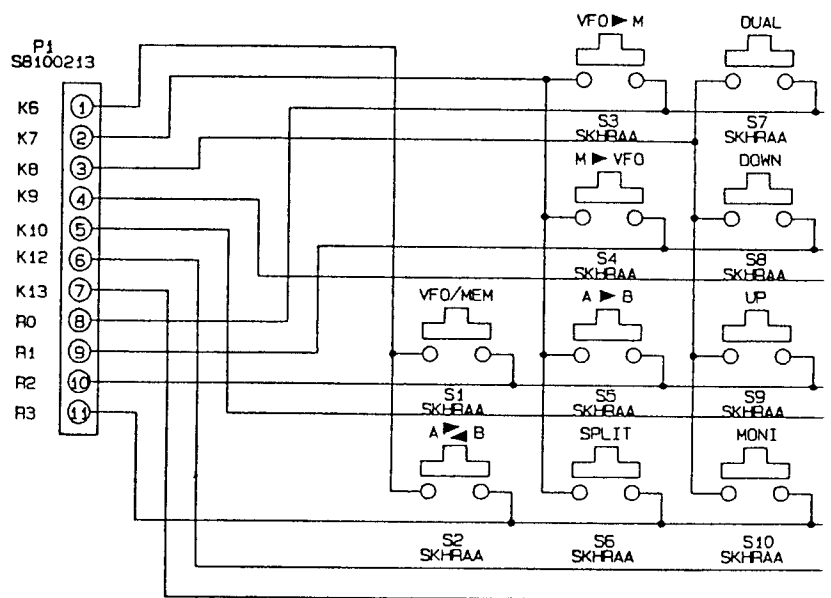 P1
S8100213
K6 1
K7 2
K8 3
K9 4
K10 5
K12 6
K13 7
R0 8
R1 9
R2 10
R3 11
VFO ► M
S3
SKHRAA
DUAL
S7
SKHRAA
M ► VFO
S4
SKHRAA
DOWN
S8
SKHRAA
VFO/MEM
S1
SKHRAA
A ► B
S5
SKHRAA
UP
S9
SKHRAA
A ►◄ B
S2
SKHRAA
SPLIT
S6
SKHRAA
MONI
S10
SKHRAA